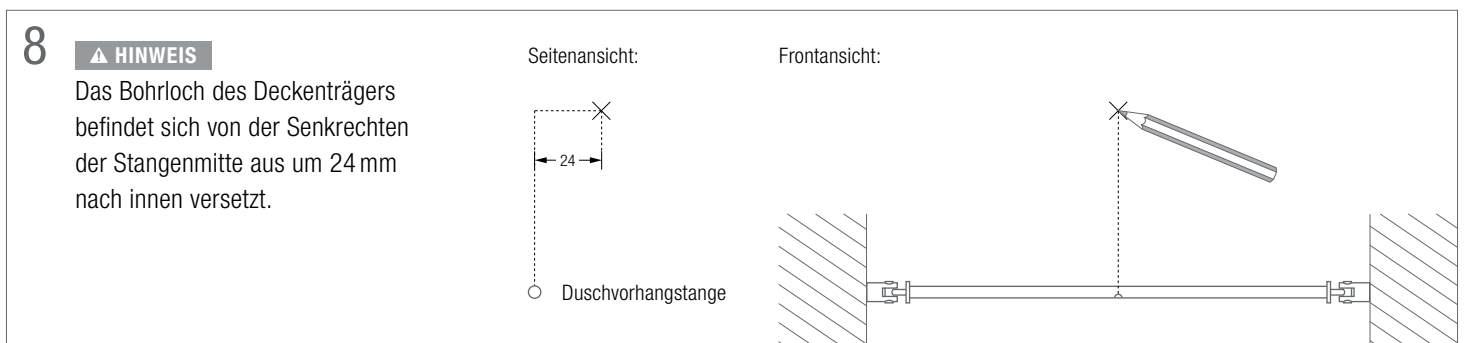 8
HINWEIS
Das Bohrloch des Deckenträgers
befindet sich von der Senkrechten
der Stangenmitte aus um 24 mm
nach innen versetzt.
Seitenansicht:
24
Duschvorhangstange
Frontansicht: